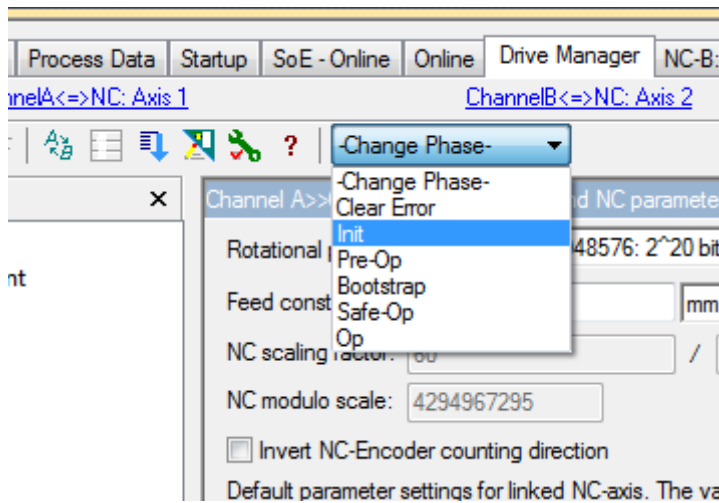 Process Data Startup SoE - Online Online Drive Manager NC-B:
nnelA<=>NC: Axis 1 ChannelB<=>NC: Axis 2
? -Change Phase-
-Change Phase-
Channel A>> nd NC paramete
Clear Error
Init
Rotational 48576: 2^20 bit
Pre-Op
nt
Bootstrap
Feed const mm
Safe-Op
Op
NC scaling factor: 60 /
NC modulo scale: 4294967295
Invert NC-Encoder counting direction
Default parameter settings for linked NC-axis. The va